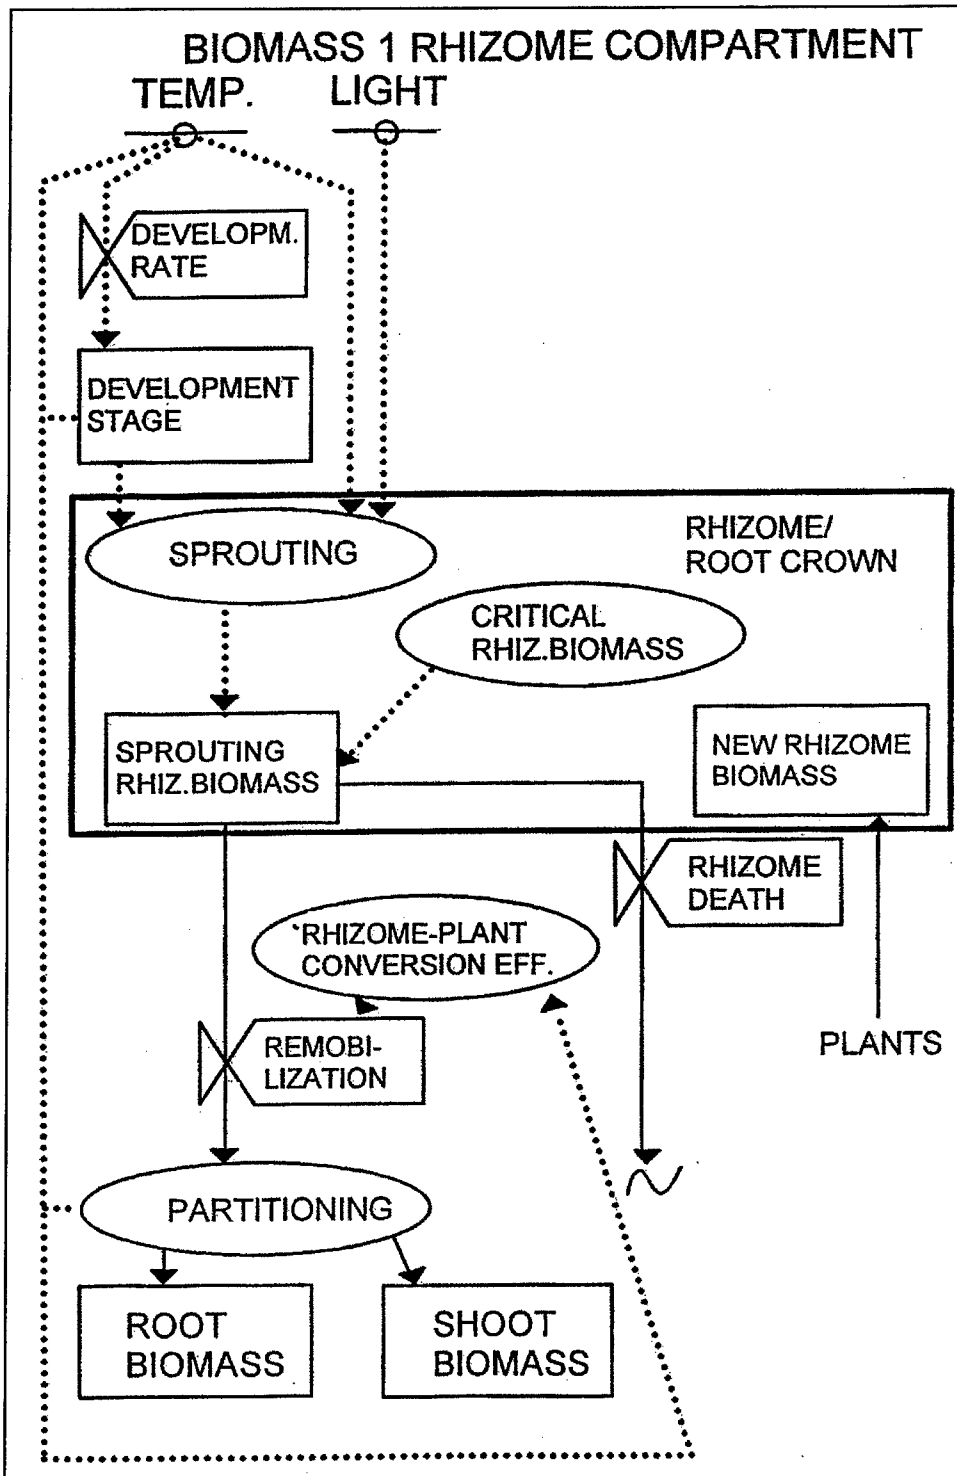 BIOMASS 1 RHIZOME COMPARTMENT
TEMP.
LIGHT
DEVELOPM.
RATE
DEVELOPMENT
STAGE
SPROUTING
RHIZOME/
ROOT CROWN
CRITICAL
RHIZ.BIOMASS
SPROUTING
RHIZ.BIOMASS
NEW RHIZOME
BIOMASS
RHIZOME
DEATH
RHIZOME-PLANT
CONVERSION EFF.
REMOBI-
LIZATION
PLANTS
PARTITIONING
ROOT
BIOMASS
SHOOT
BIOMASS